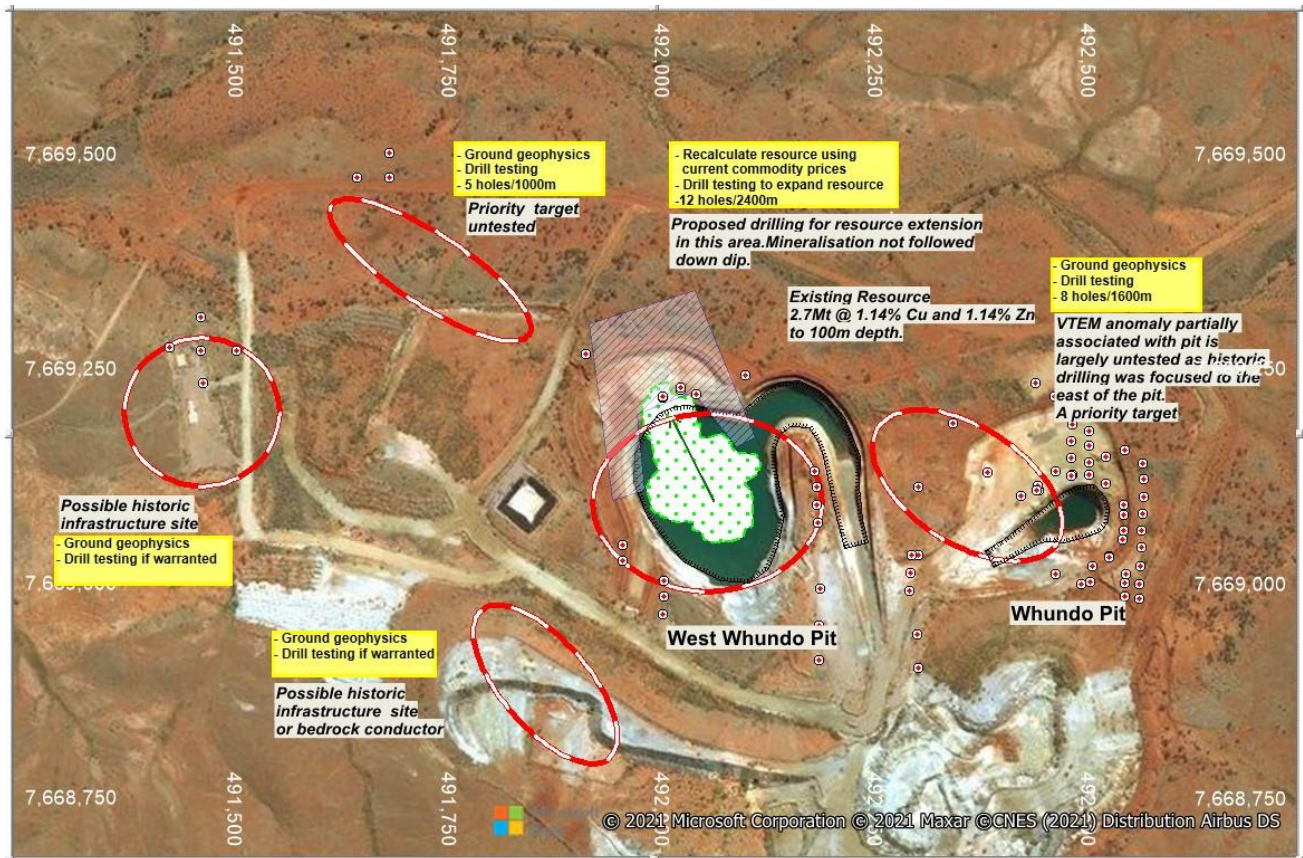 491,500
491,750
492,000
492,250
492,500
7,669,500
7,669,500
- Ground geophysics
- Drill testing
- 5 holes/1000m
Priority target
untested
- Recalculate resource using
current commodity prices
- Drill testing to expand resource
-12 holes/2400m
Proposed drilling for resource extension
in this area.Mineralisation not followed
down dip.
- Ground geophysics
- Drill testing
- 8 holes/1600m
Existing Resource
2.7Mt @ 1.14% Cu and 1.14% Zn
to 100m depth.
VTEM anomaly partially
associated with pit is
largely untested as historic
drilling was focused to the
east of the pit.
A priority target
7,669,250
Possible historic
infrastructure site
- Ground geophysics
- Drill testing if warranted
7,669,000
West Whundo Pit
Whundo Pit
- Ground geophysics
- Drill testing if warranted
Possible historic
infrastructure site
or bedrock conductor
7,668,750
7,668,750
491,500
491,750
492,000
492,250
492,500
© 2021 Microsoft Corporation © 2021 Maxar ©CNES (2021) Distribution Airbus DS